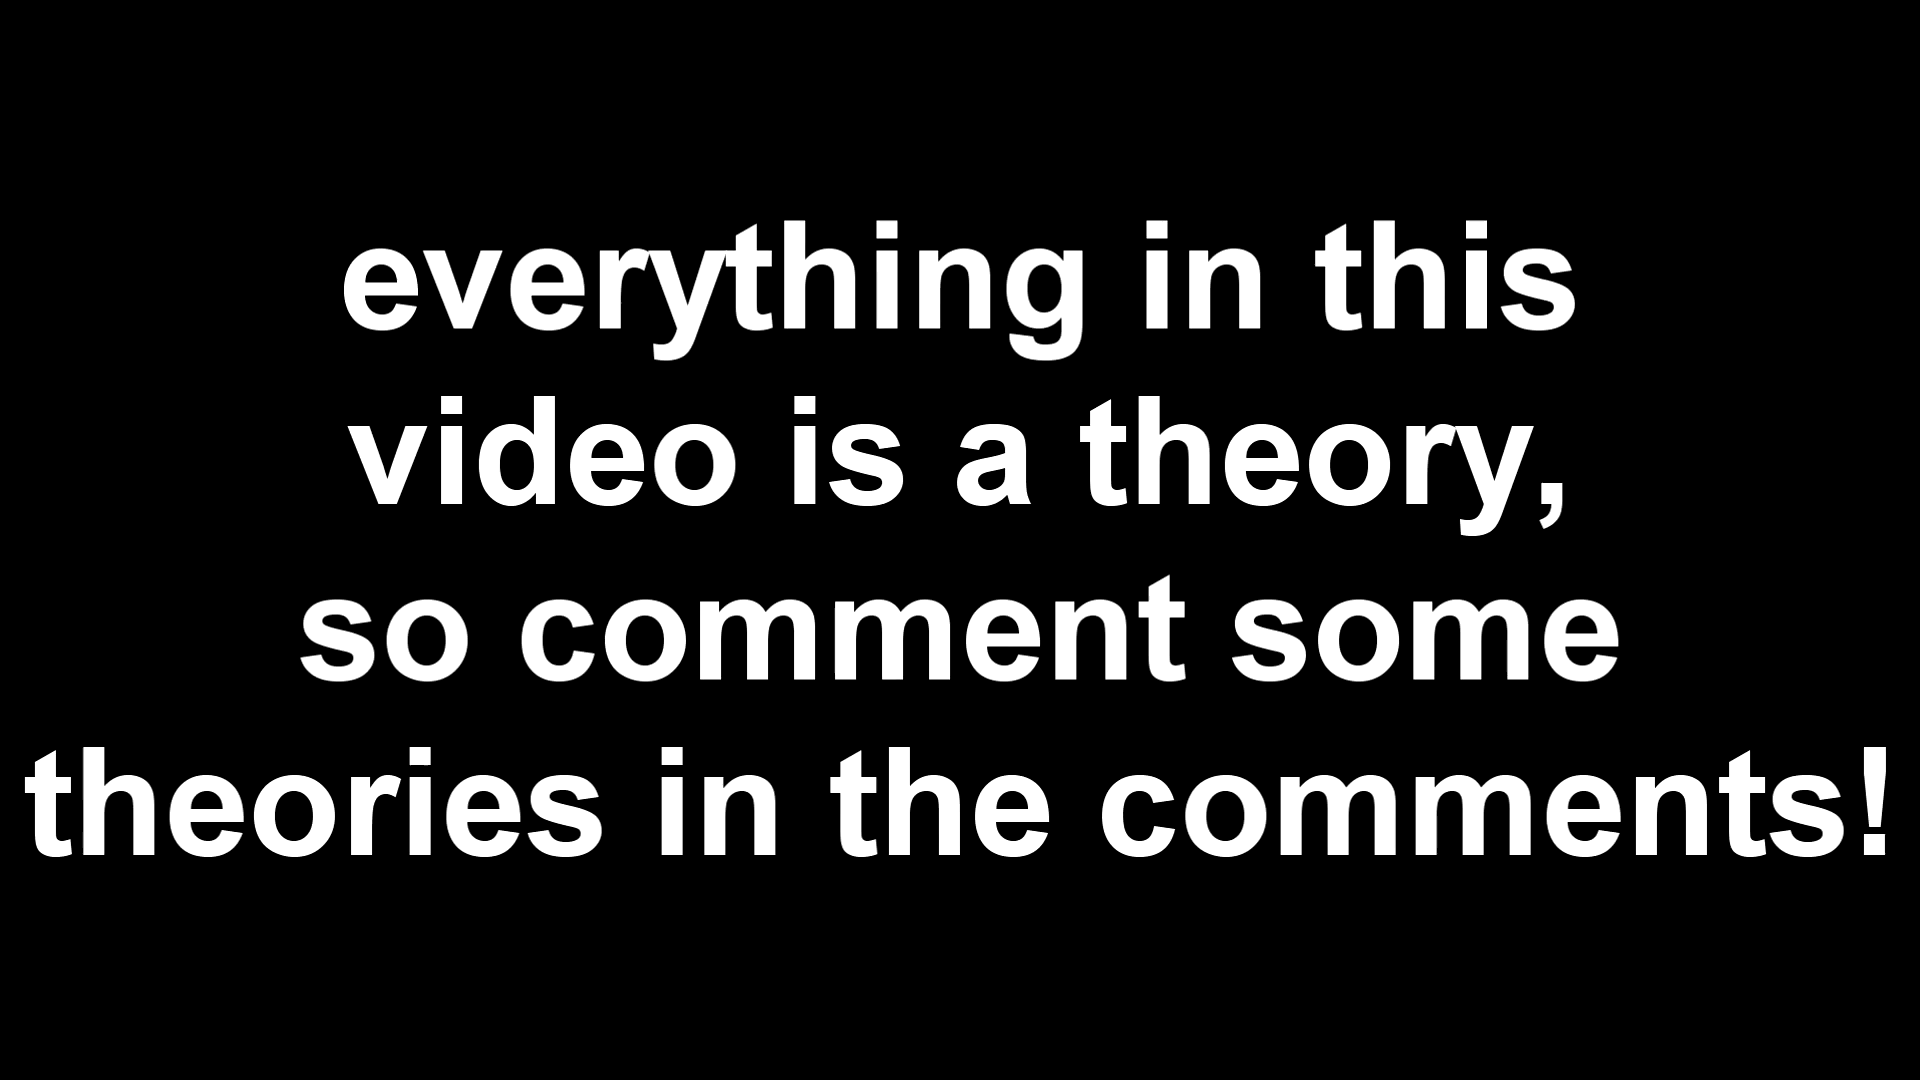 everything in this
video is a theory,
so comment some
theories in the comments!